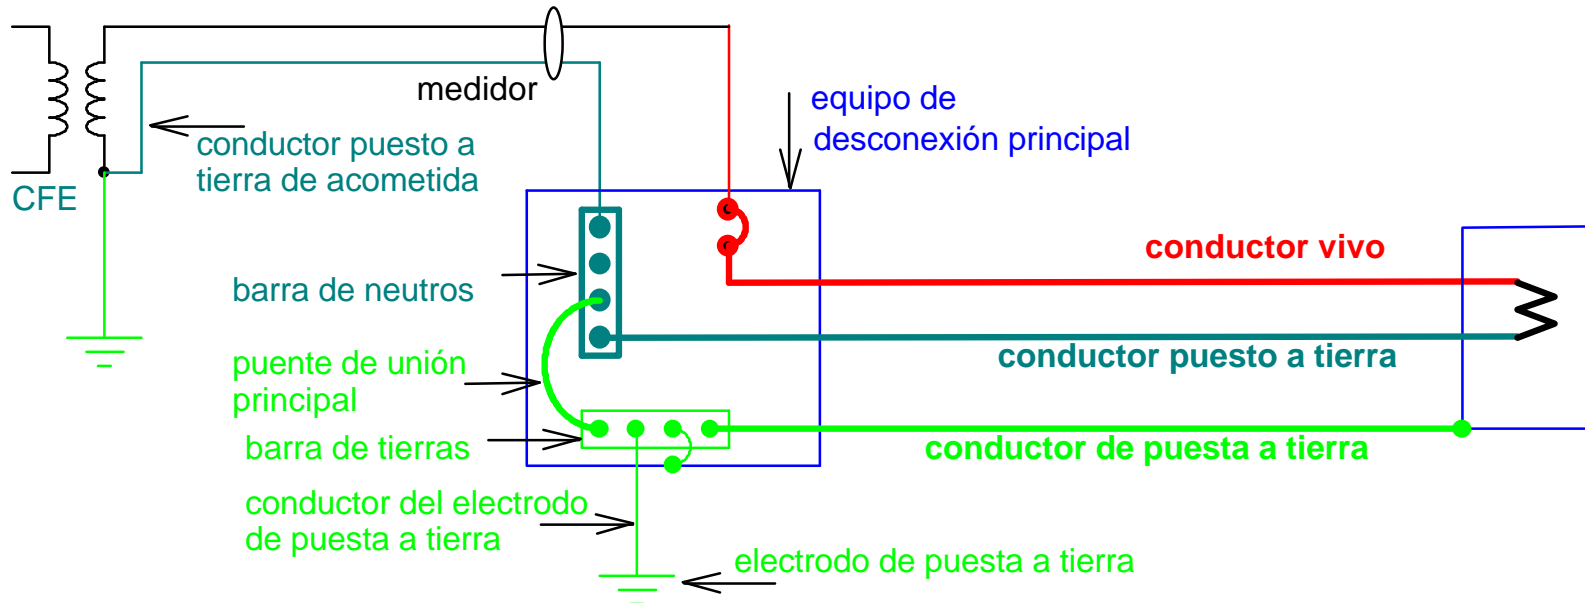 medidor
equipo de
desconexión principal
conductor puesto a
tierra de acometida
CFE
conductor vivo
barra de neutros
conductor puesto a tierra
puente de unión
principal
barra de tierras
conductor de puesta a tierra
conductor del electrodo
de puesta a tierra
electrodo de puesta a tierra